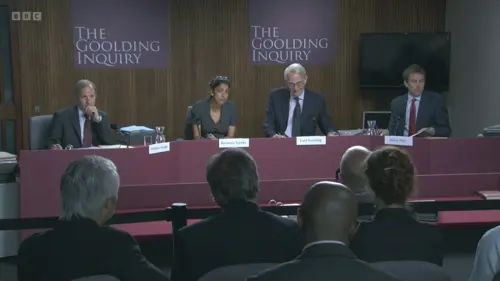 BBC
THE
GOOLDING
INQUIRY
THE
GOOLDING
INQUIRY